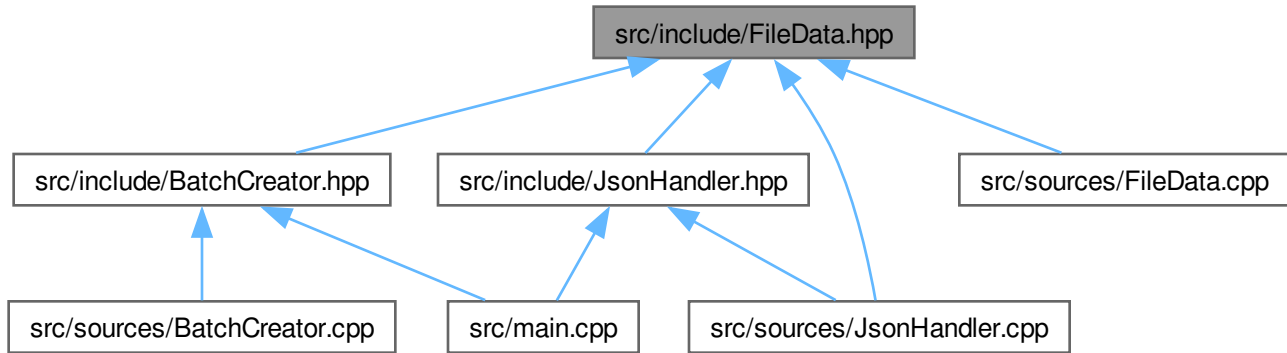 src/include/FileData.hpp
src/include/BatchCreator.hpp
src/include/JsonHandler.hpp
src/sources/FileData.cpp
src/sources/BatchCreator.cpp
src/main.cpp
src/sources/JsonHandler.cpp